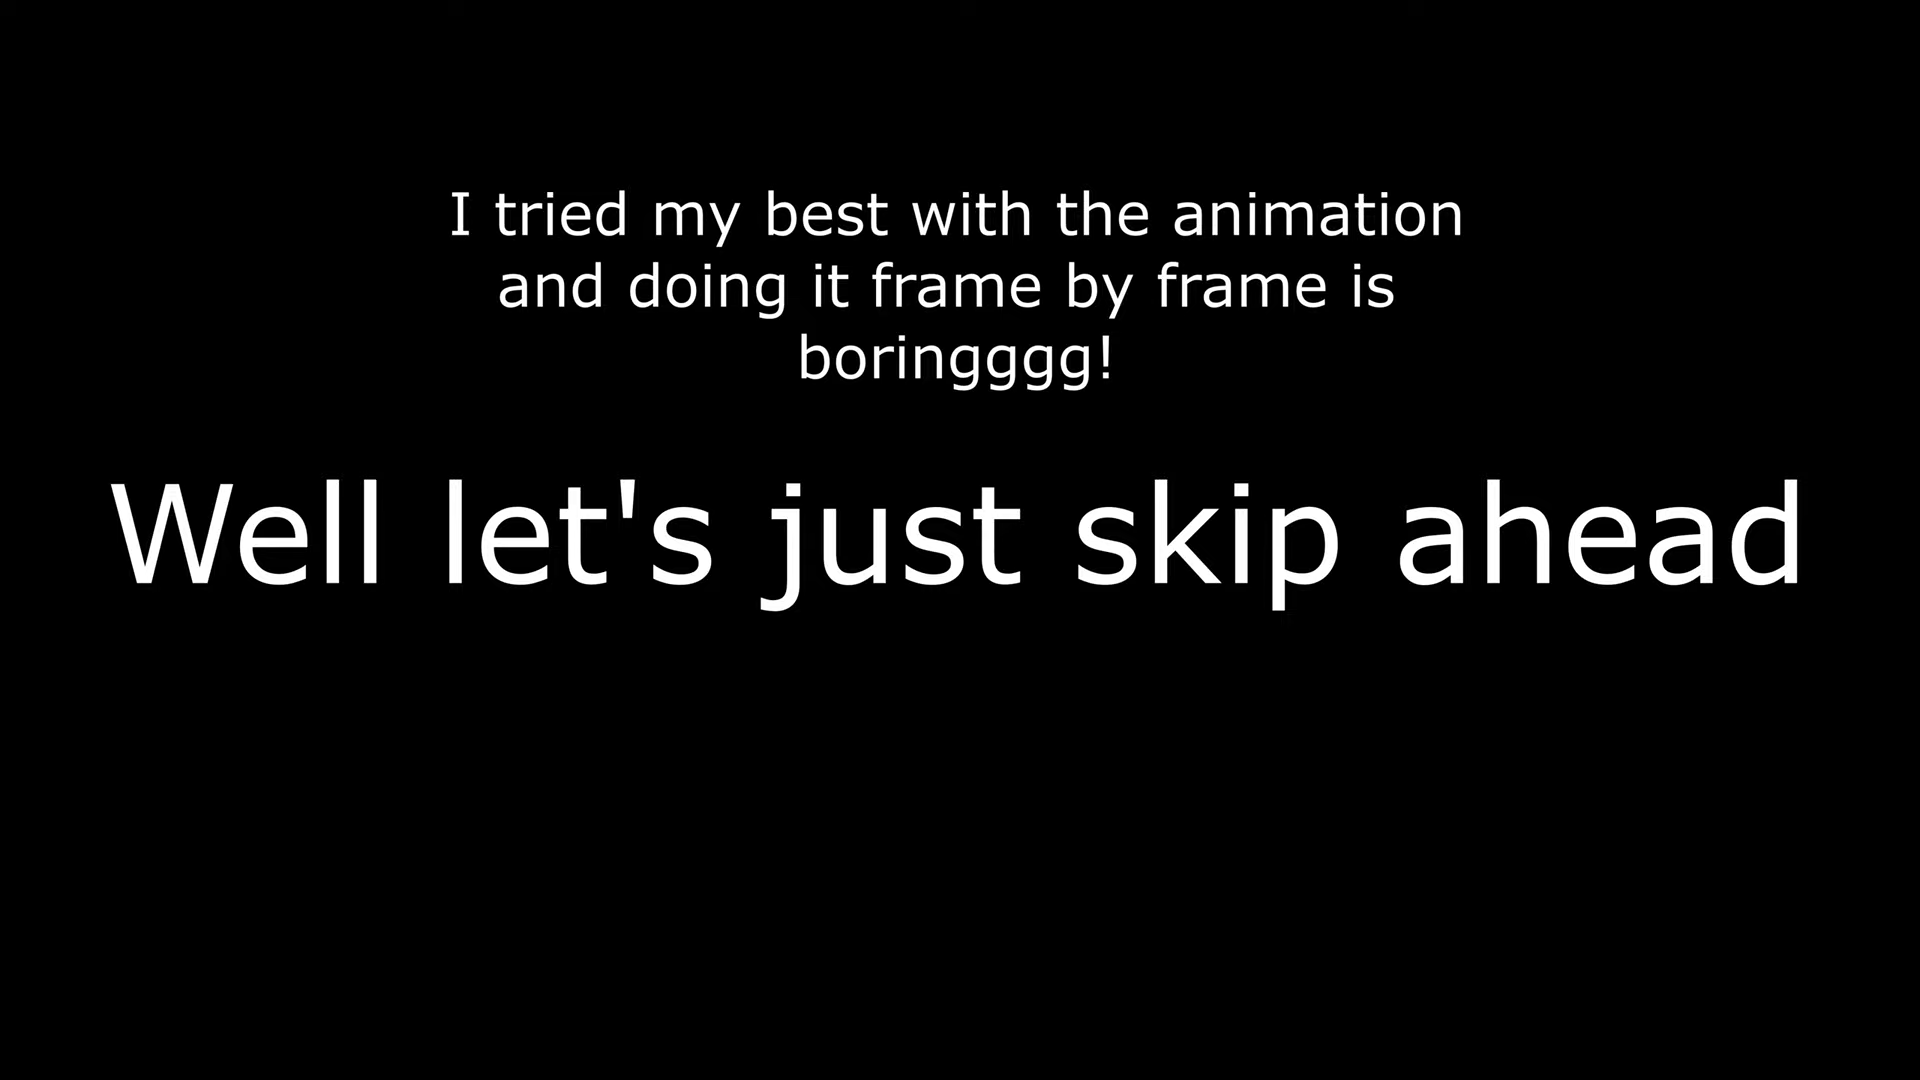 I tried my best with the animation
and doing it frame by frame is
boringggg!
Well let's just skip ahead